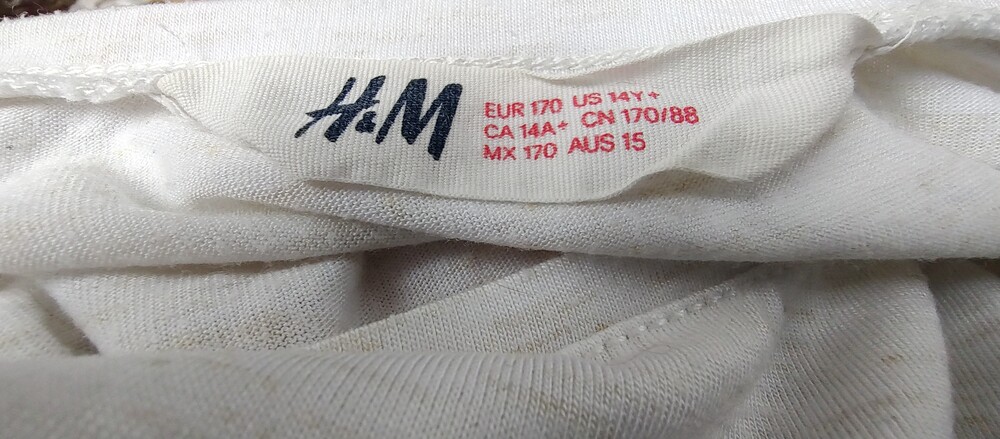 H&M
EUR 170 US 14Y+
CA 14A+ CN 170/88
MX 170 AUS 15